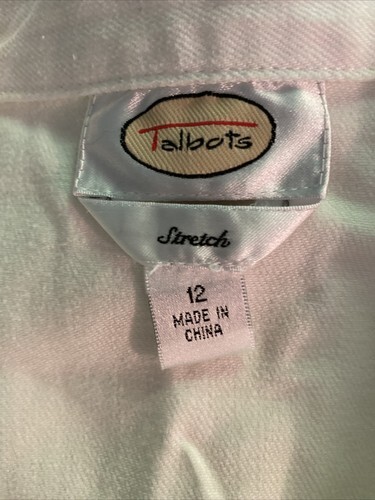 Talbots
Stretch
12
MADE IN
CHINA